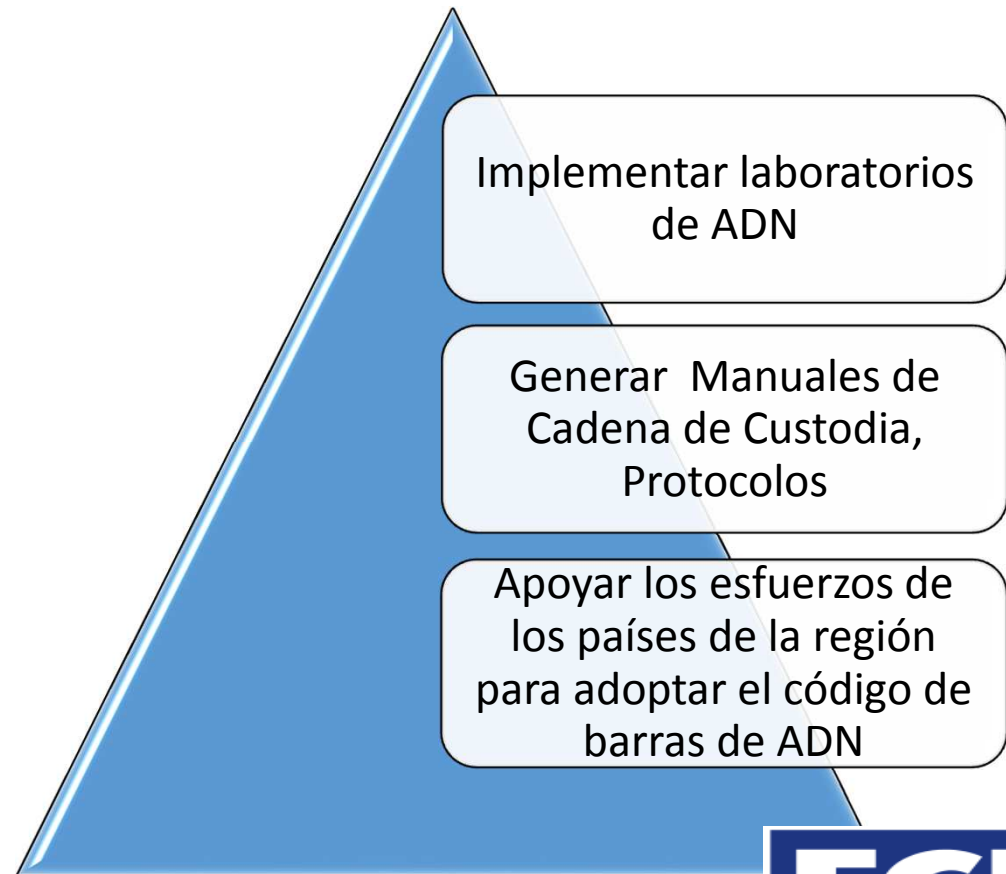 Implementar laboratorios
de ADN
Generar Manuales de
Cadena de Custodia,
Protocolos
Apoyar los esfuerzos de
los países de la región
para adoptar el código de
barras de ADN